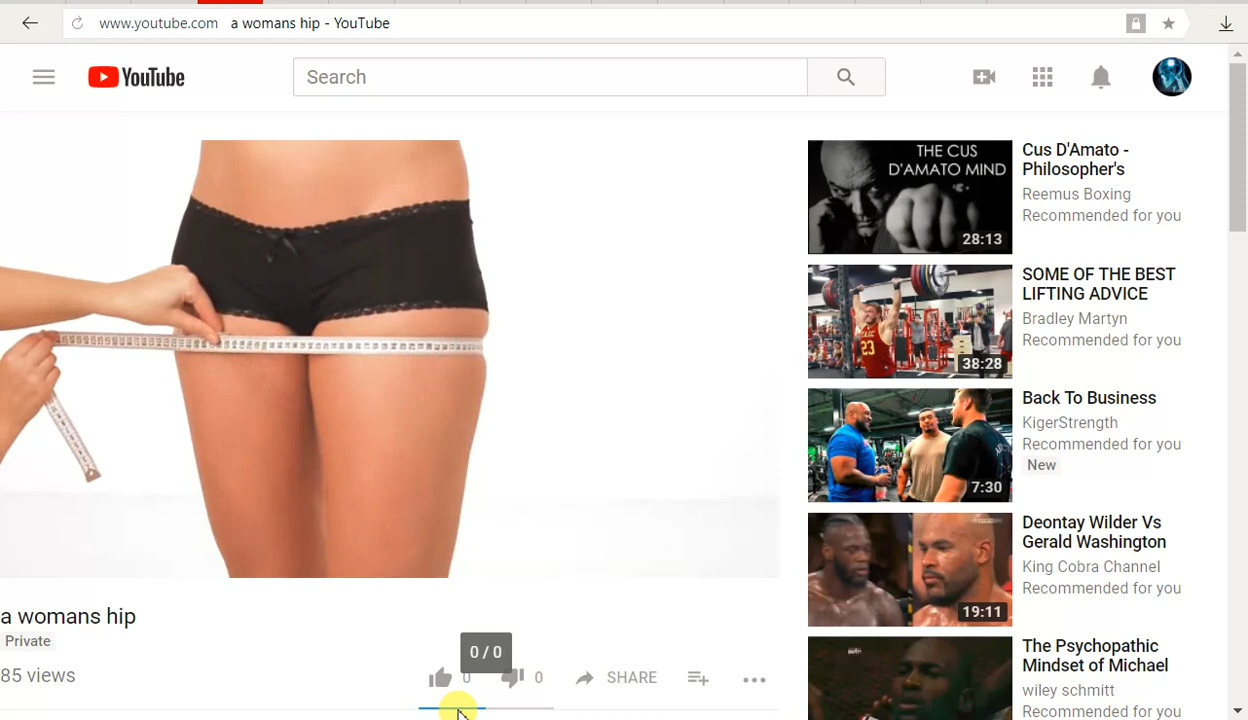 www.youtube.com a womans hip - YouTube
YouTube
Search
THE CUS
D'AMATO MIND
28:13
Cus D'Amato -
Philosopher's
Reemus Boxing
Recommended for you
23
38:28
SOME OF THE BEST
LIFTING ADVICE
Bradley Martyn
Recommended for you
7:30
Back To Business
KigerStrength
Recommended for you
New
19:11
Deontay Wilder Vs
Gerald Washington
King Cobra Channel
Recommended for you
The Psychopathic
Mindset of Michael
wiley schmitt
Recommended for you
a womans hip
Private
85 views
0 / 0
0
0
SHARE